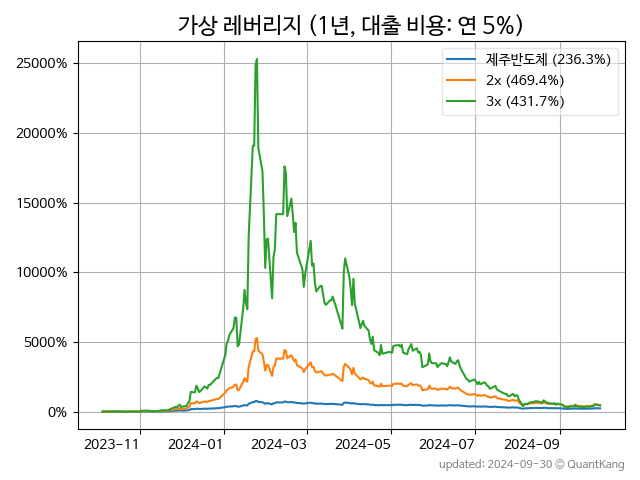 가상 레버리지 (1년, 대출 비용: 연 5%)
제주반도체 (236.3%)
2x (469.4%)
3x (431.7%)
25000%
20000%
15000%
10000%
5000%
0%
2023-11 2024-01 2024-03 2024-05 2024-07 2024-09
updated: 2024-09-30 © QuantKang